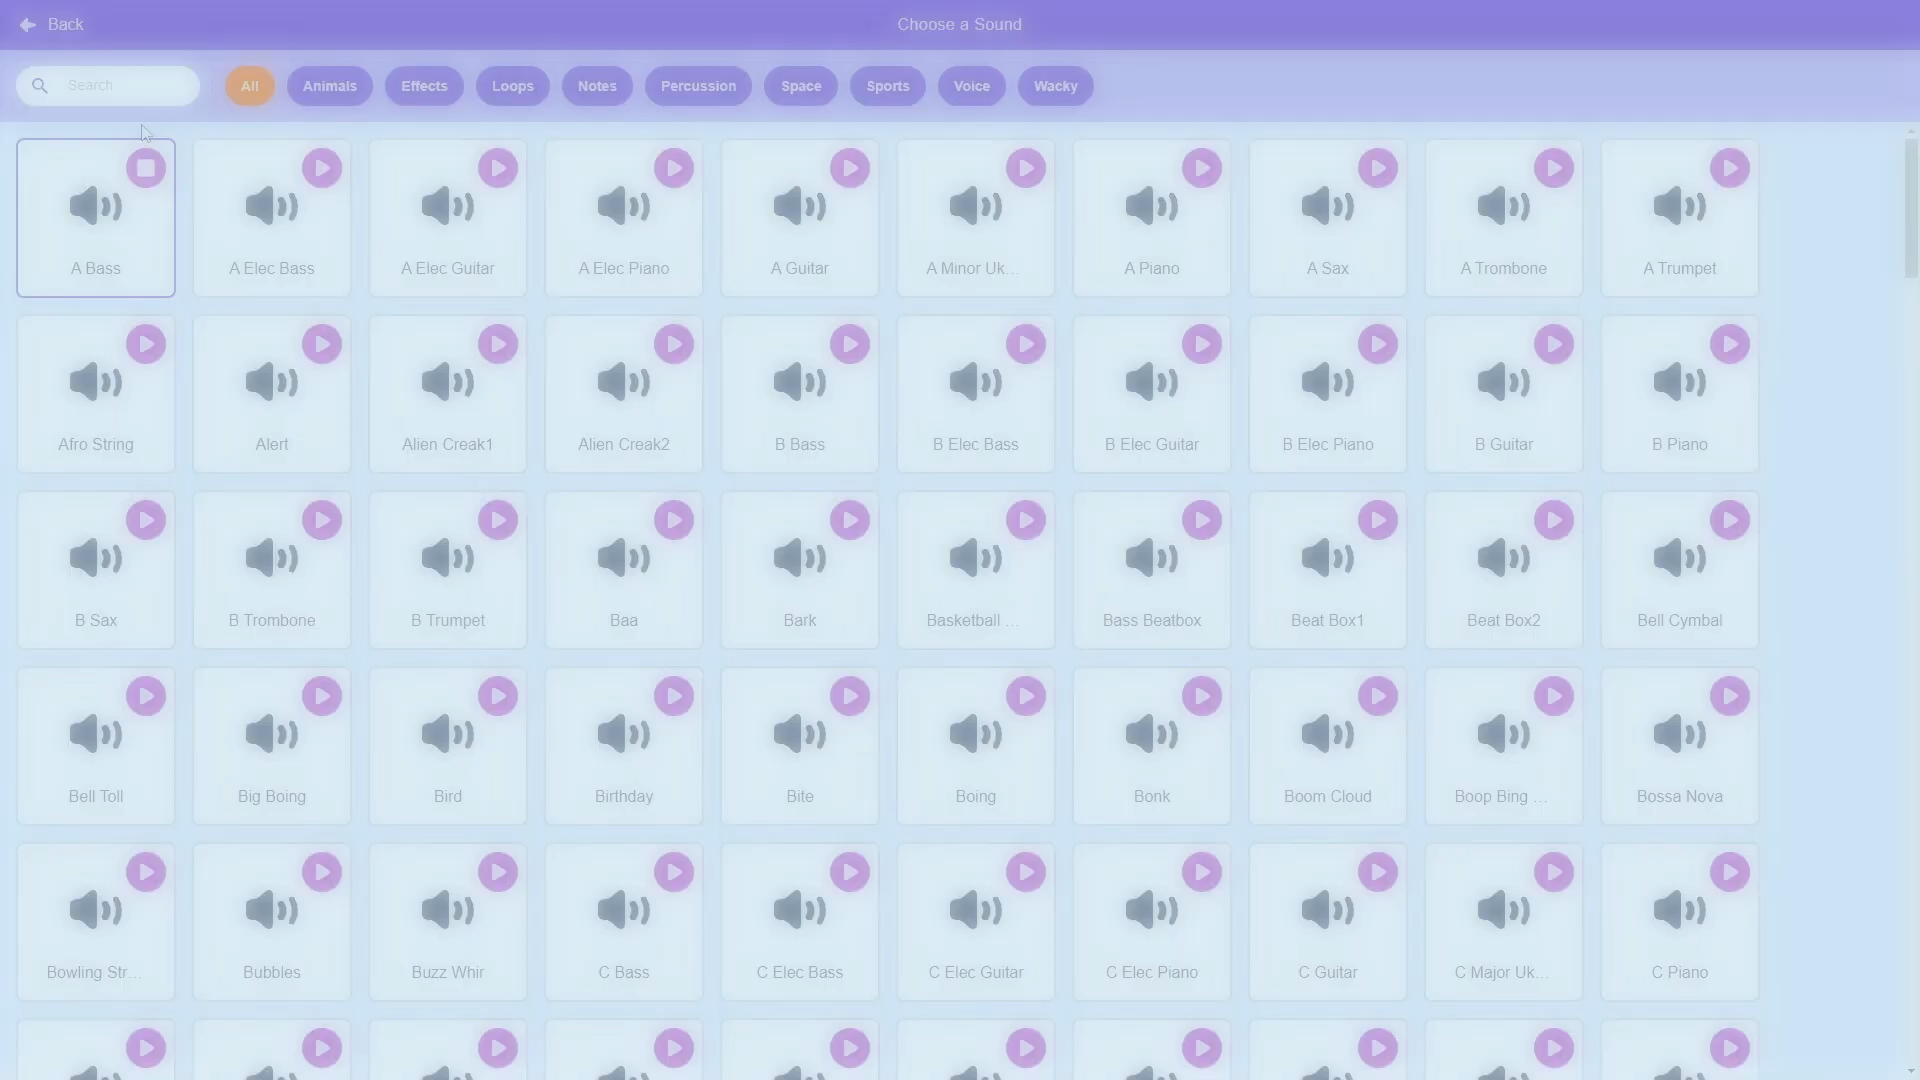 Back
Choose a Sound
Search
All
Animals
Effects
Loops
Notes
Percussion
Space
Sports
Voice
Wacky
A Bass
A Elec Bass
A Elec Guitar
A Elec Piano
A Guitar
A Minor Uk...
A Piano
A Sax
A Trombone
A Trumpet
Afro String
Alert
Alien Creak1
Alien Creak2
B Bass
B Elec Bass
B Elec Guitar
B Elec Piano
B Guitar
B Piano
B Sax
B Trombone
B Trumpet
Baa
Bark
Basketball ...
Bass Beatbox
Beat Box1
Beat Box2
Bell Cymbal
Bell Toll
Big Boing
Bird
Birthday
Bite
Boing
Bonk
Boom Cloud
Boop Bing ...
Bossa Nova
Bowling Str...
Bubbles
Buzz Whir
C Bass
C Elec Bass
C Elec Guitar
C Elec Piano
C Guitar
C Major Uk...
C Piano